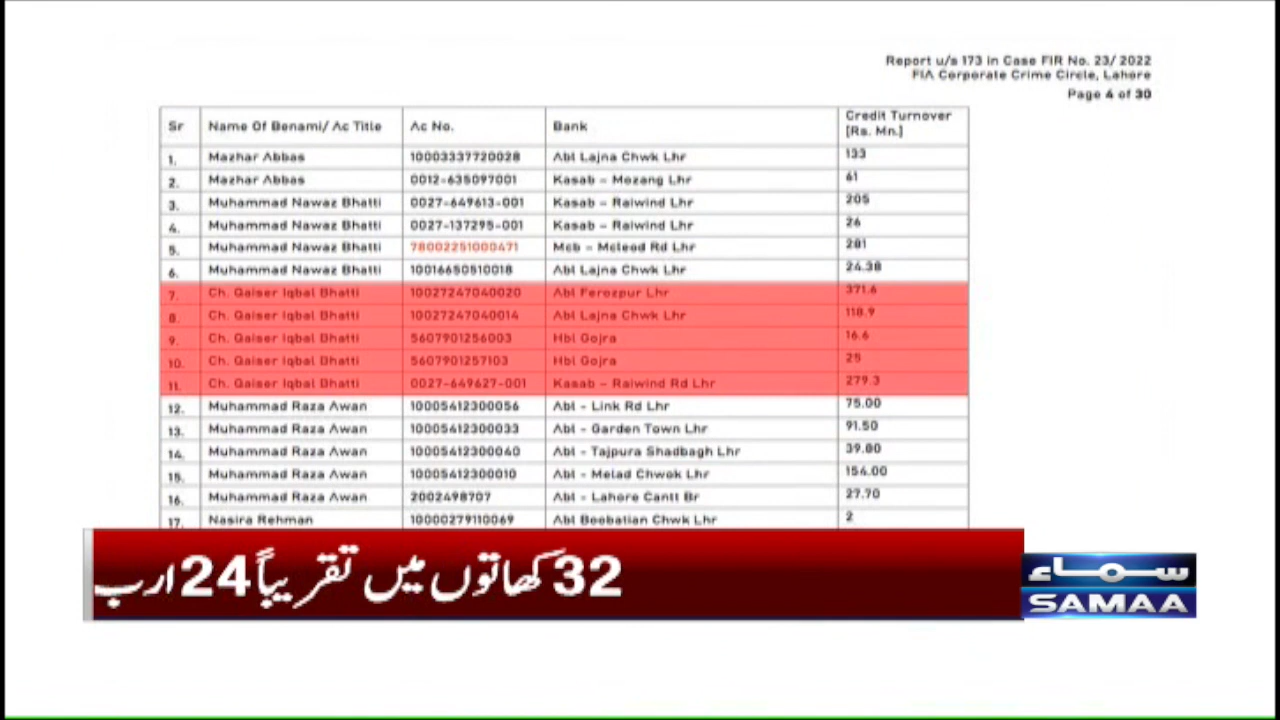 Report u/s 173 in Case FIR No. 23/ 2022
FIA Corporate Crime Circle, Lahore
Page 4 of 30
Sr Name Of Benami/ Ac Title Ac No. Bank Credit Turnover [Rs. Mn.]
1. Mazhar Abbas 10003337720028 Abl Lajna Chwk Lhr 133
2. Mazhar Abbas 0012-635097001 Kasab – Mozang Lhr 61
3. Muhammad Nawaz Bhatti 0027-649613-001 Kasab – Raiwind Lhr 205
4. Muhammad Nawaz Bhatti 0027-137295-001 Kasab – Raiwind Lhr 26
5. Muhammad Nawaz Bhatti 78002251000471 Mcb – Mcleod Rd Lhr 281
6. Muhammad Nawaz Bhatti 10016650510018 Abl Lajna Chwk Lhr 24.38
7. Ch. Qaiser Iqbal Bhatti 10027247040020 Abl Ferozpur Lhr 371.6
8. Ch. Qaiser Iqbal Bhatti 10027247040014 Abl Lajna Chwk Lhr 118.9
9. Ch. Qaiser Iqbal Bhatti 5607901256003 Hbl Gojra 16.6
10. Ch. Qaiser Iqbal Bhatti 5607901257103 Hbl Gojra 25
11. Ch. Qaiser Iqbal Bhatti 0027-649627-001 Kasab – Raiwind Rd Lhr 279.3
12. Muhammad Raza Awan 10005412300056 Abl - Link Rd Lhr 75.00
13. Muhammad Raza Awan 10005412300033 Abl - Garden Town Lhr 91.50
14. Muhammad Raza Awan 10005412300040 Abl - Tajpura Shadbagh Lhr 39.80
15. Muhammad Raza Awan 10005412300010 Abl - Melad Chwok Lhr 154.00
16. Muhammad Raza Awan 2002498707 Abl - Lahore Cantt Br 27.70
17. Nasira Rehman 10000279110069 Abl Boobatian Chwk Lhr 2
32 کھاتوں میں تقریباً 24 ارب
سماء
SAMAA